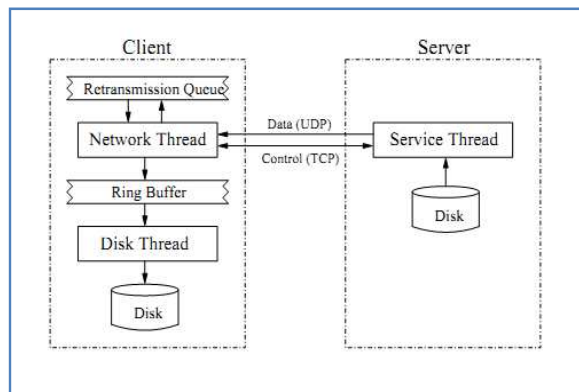 Client
Server
Retransmission Queue
Data (UDP)
Network Thread
Service Thread
Control (TCP)
Ring Buffer
Disk
Disk Thread
Disk